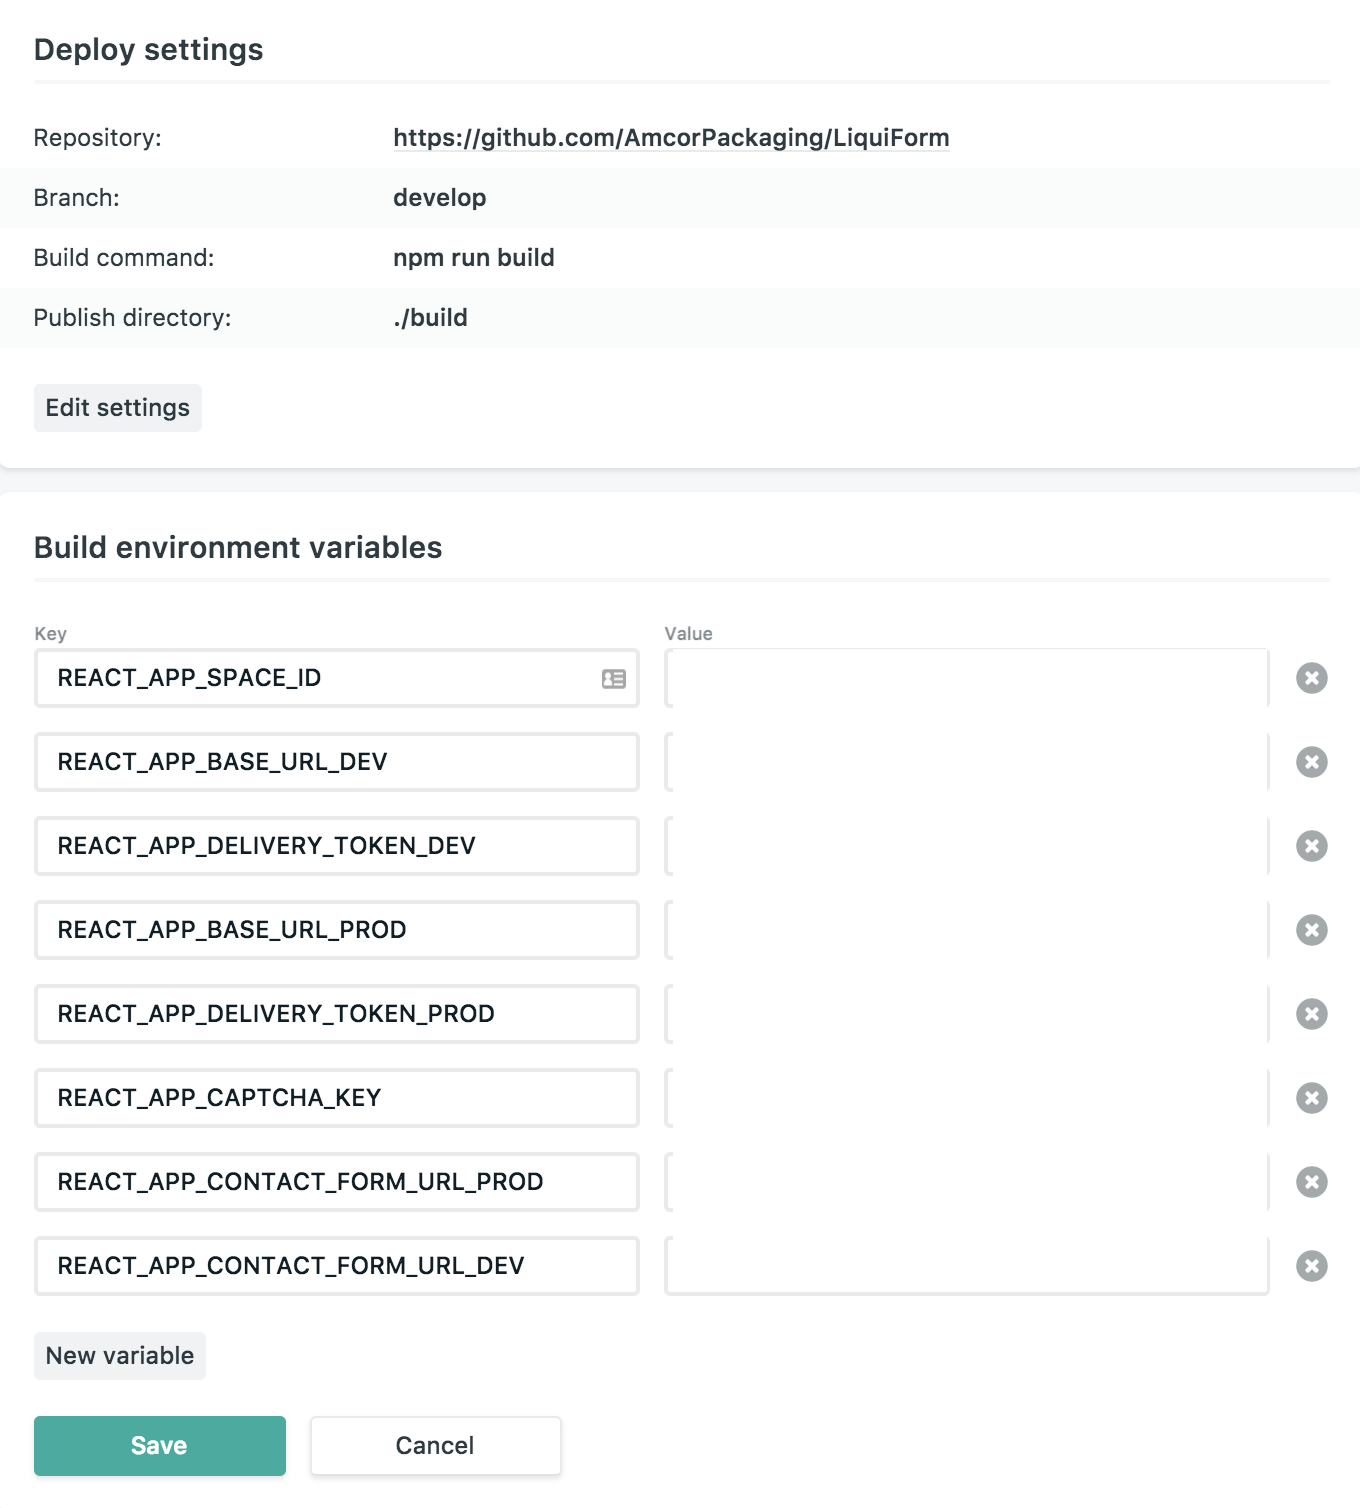 Deploy settings
Repository: https://github.com/AmcorPackaging/LiquiForm
Branch: develop
Build command: npm run build
Publish directory: ./build
Edit settings
Build environment variables
Key Value
REACT_APP_SPACE_ID
REACT_APP_BASE_URL_DEV
REACT_APP_DELIVERY_TOKEN_DEV
REACT_APP_BASE_URL_PROD
REACT_APP_DELIVERY_TOKEN_PROD
REACT_APP_CAPTCHA_KEY
REACT_APP_CONTACT_FORM_URL_PROD
REACT_APP_CONTACT_FORM_URL_DEV
New variable
Save Cancel